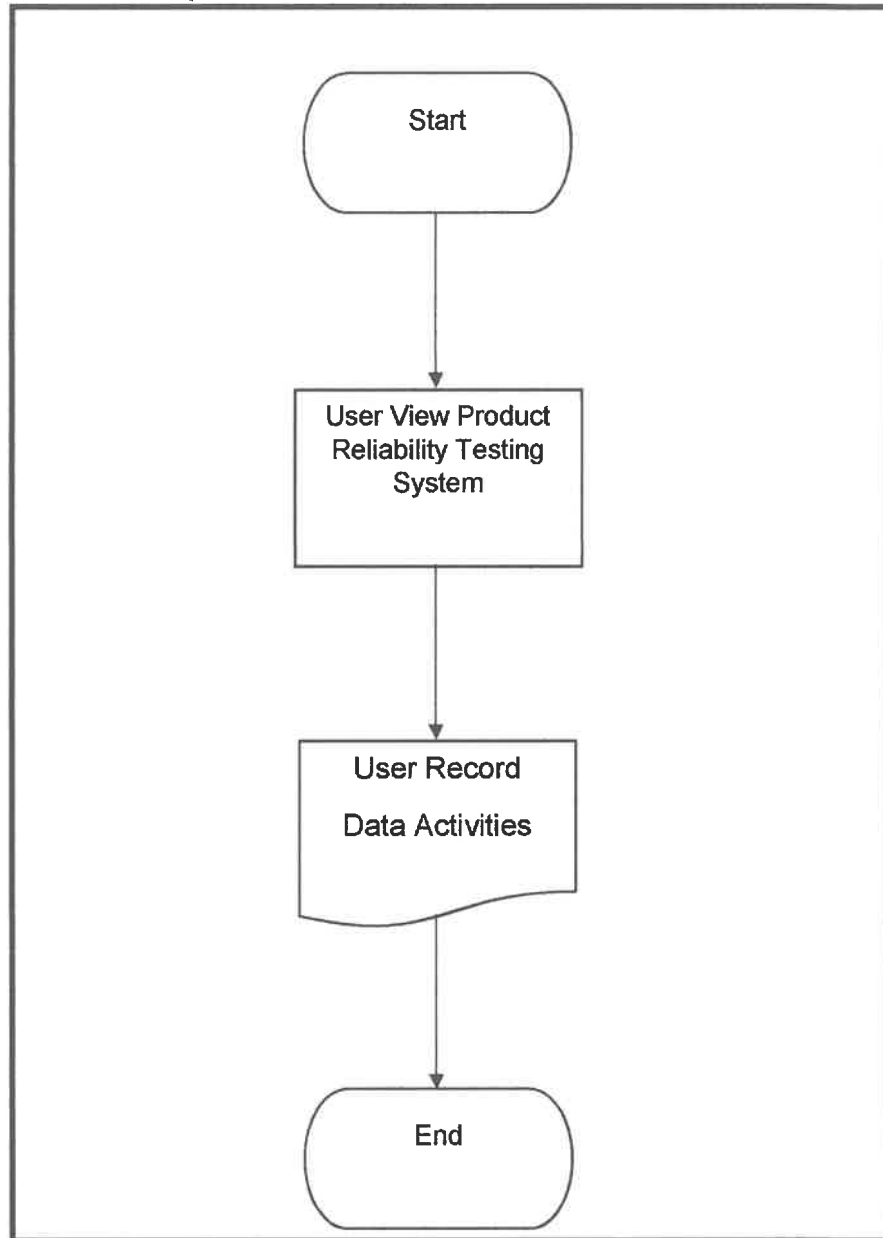 Start
User View Product
Reliability Testing
System
User Record
Data Activities
End